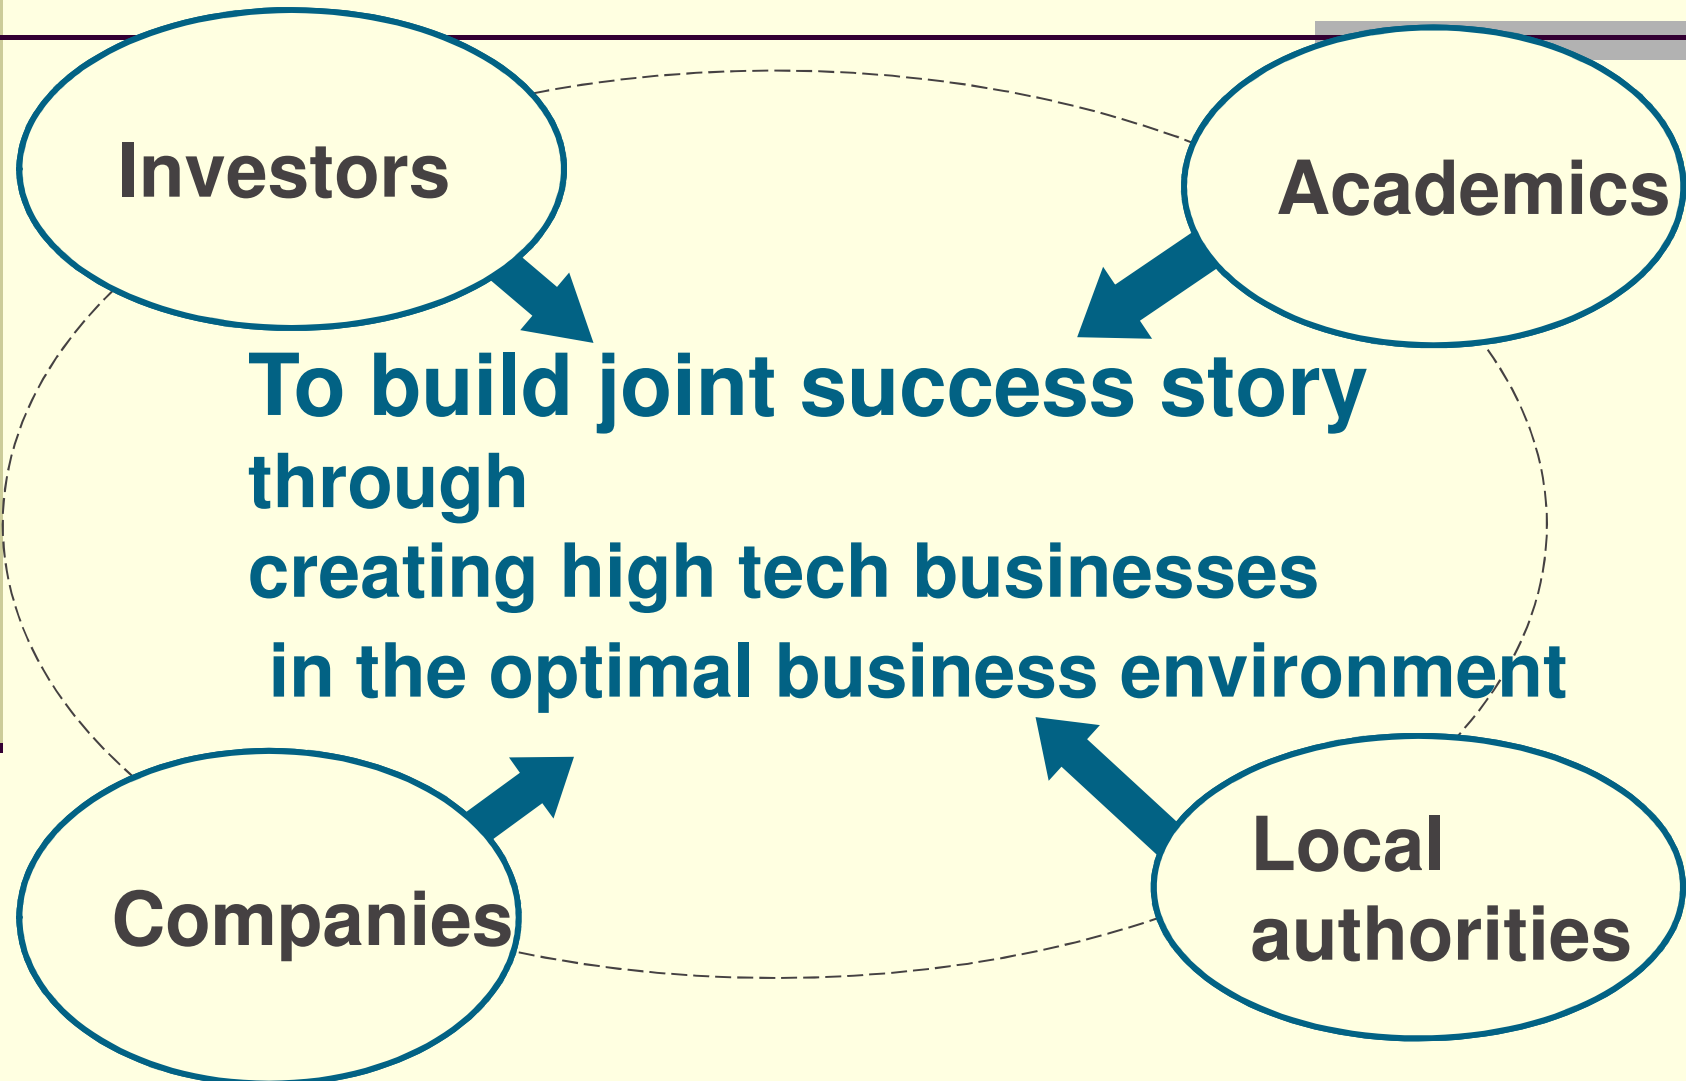 Investors
Academics
To build joint success story
through
creating high tech businesses
in the optimal business environment
Companies
Local
authorities